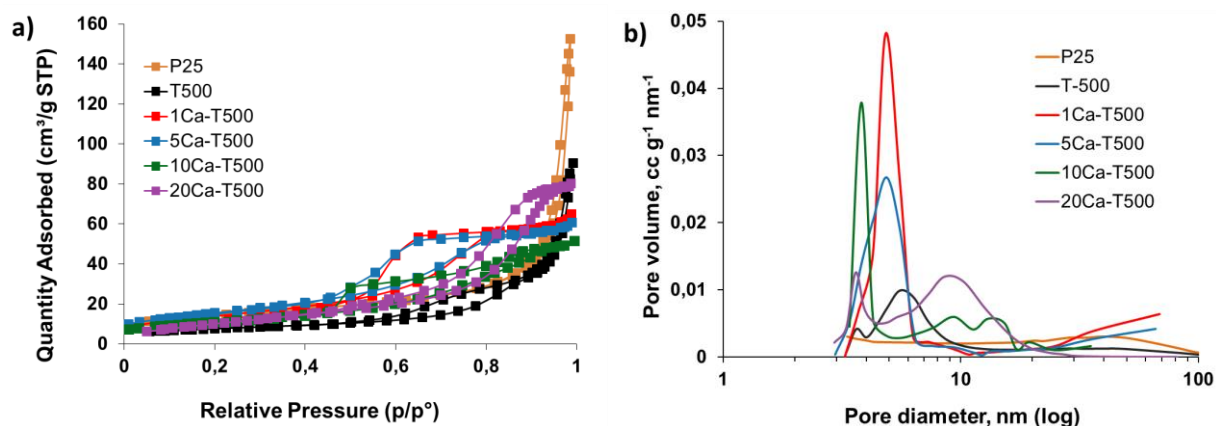 a)
Quantity Adsorbed (cm³/g STP)
160
140
120
100
80
60
40
20
0
P25
T500
1Ca-T500
5Ca-T500
10Ca-T500
20Ca-T500
0 0,2 0,4 0,6 0,8 1
Relative Pressure (p/p°)
b)
Pore volume, cc g⁻¹ nm⁻¹
0,05
0,04
0,03
0,02
0,01
0
P25
T-500
1Ca-T500
5Ca-T500
10Ca-T500
20Ca-T500
1 10 100
Pore diameter, nm (log)